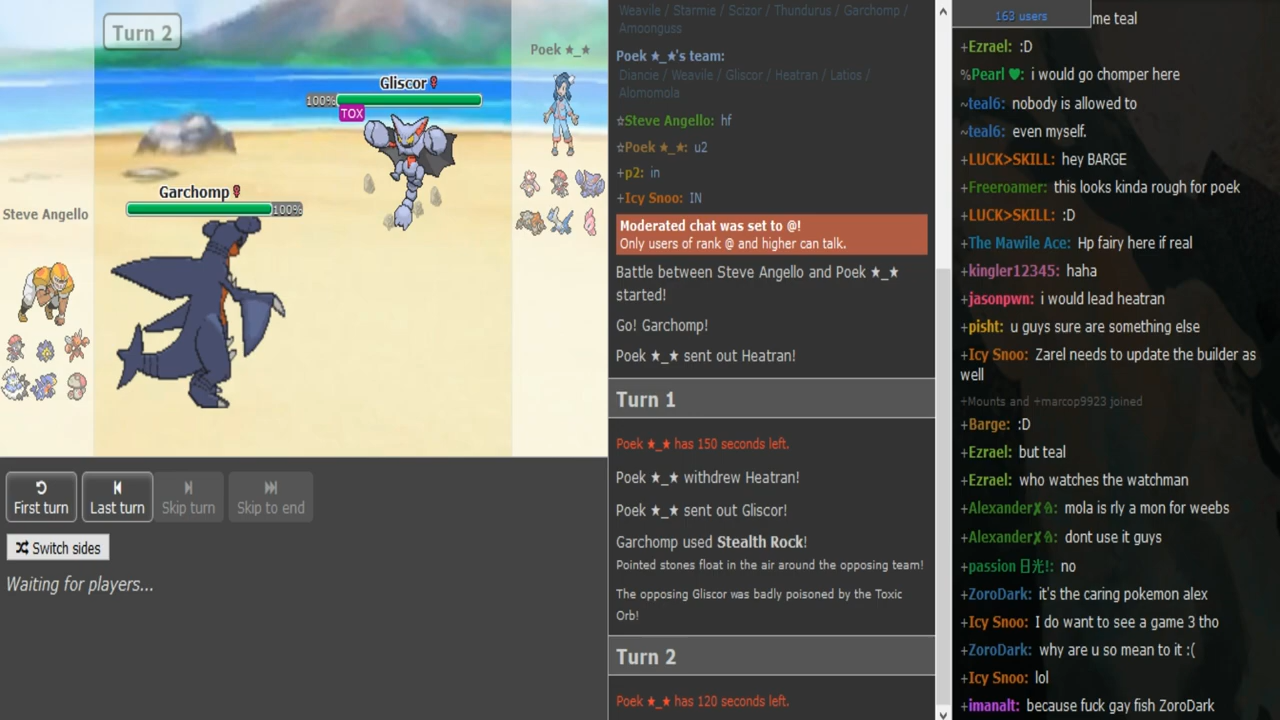 Turn 2
Poek ★_★
Gliscor
100%
TOX
Garchomp
100%
Steve Angello
First turn
Last turn
Skip turn
Skip to end
Switch sides
Waiting for players...
Weavile / Starmie / Scizor / Thundurus / Garchomp /
Amoonguss
Poek ★_★'s team:
Diancie / Weavile / Gliscor / Heatran / Latios /
Alomomola
☆Steve Angello: hf
☆Poek ★_★: u2
+p2: in
+Icy Snoo: IN
Moderated chat was set to @!
Only users of rank @ and higher can talk.
Battle between Steve Angello and Poek ★_★
started!
Go! Garchomp!
Poek ★_★ sent out Heatran!
Turn 1
Poek ★_★ has 150 seconds left.
Poek ★_★ withdrew Heatran!
Poek ★_★ sent out Gliscor!
Garchomp used Stealth Rock!
Pointed stones float in the air around the opposing team!
The opposing Gliscor was badly poisoned by the Toxic
Orb!
Turn 2
Poek ★_★ has 120 seconds left.
163 users
me teal
+Ezrael: :D
%Pearl ♥: i would go chomper here
~teal6: nobody is allowed to
~teal6: even myself.
+LUCK>SKILL: hey BARGE
+Freeroamer: this looks kinda rough for poek
+LUCK>SKILL: :D
+The Mawile Ace: Hp fairy here if real
+kingler12345: haha
+jasonpwn: i would lead heatran
+pisht: u guys sure are something else
+Icy Snoo: Zarel needs to update the builder as
well
+Mounts and +marcop9923 joined
+Barge: :D
+Ezrael: but teal
+Ezrael: who watches the watchman
+Alexander✘♘: mola is rly a mon for weebs
+Alexander✘♘: dont use it guys
+passion 日光!: no
+ZoroDark: it's the caring pokemon alex
+Icy Snoo: I do want to see a game 3 tho
+ZoroDark: why are u so mean to it :(
+Icy Snoo: lol
+imanalt: because fuck gay fish ZoroDark